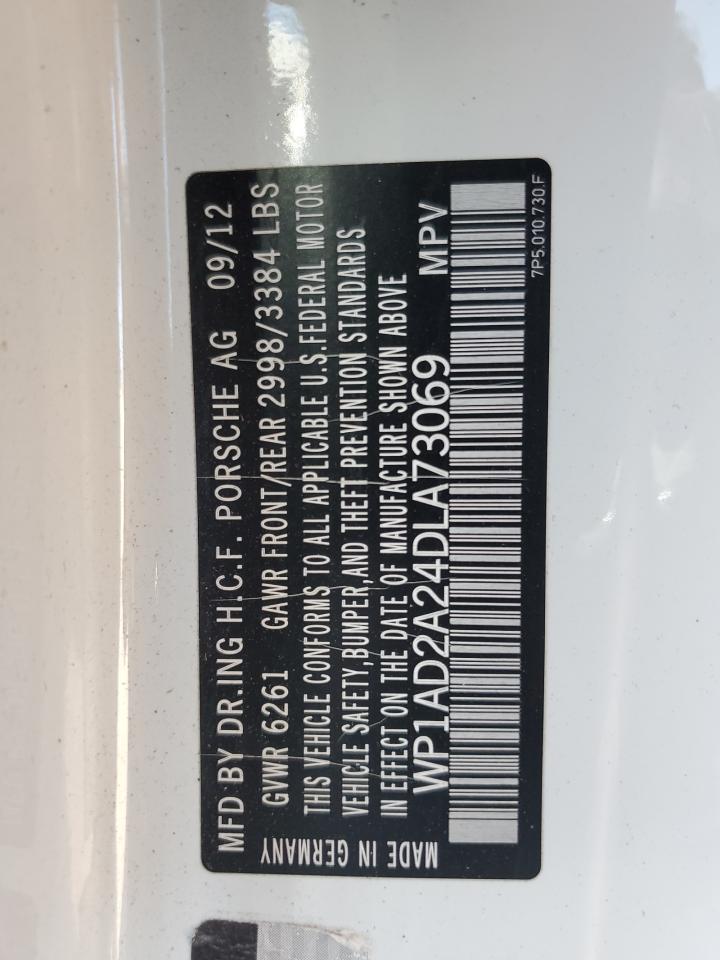 MFD BY DR.ING H.C.F. PORSCHE AG 09/12
GVWR 6261 GAWR FRONT/REAR 2998/3384 LBS
THIS VEHICLE CONFORMS TO ALL APPLICABLE U.S.FEDERAL MOTOR
VEHICLE SAFETY,BUMPER,AND THEFT PREVENTION STANDARDS
IN EFFECT ON THE DATE OF MANUFACTURE SHOWN ABOVE
WP1AD2A24DLA73069 MPV
MADE IN GERMANY
7P5.010.730.F